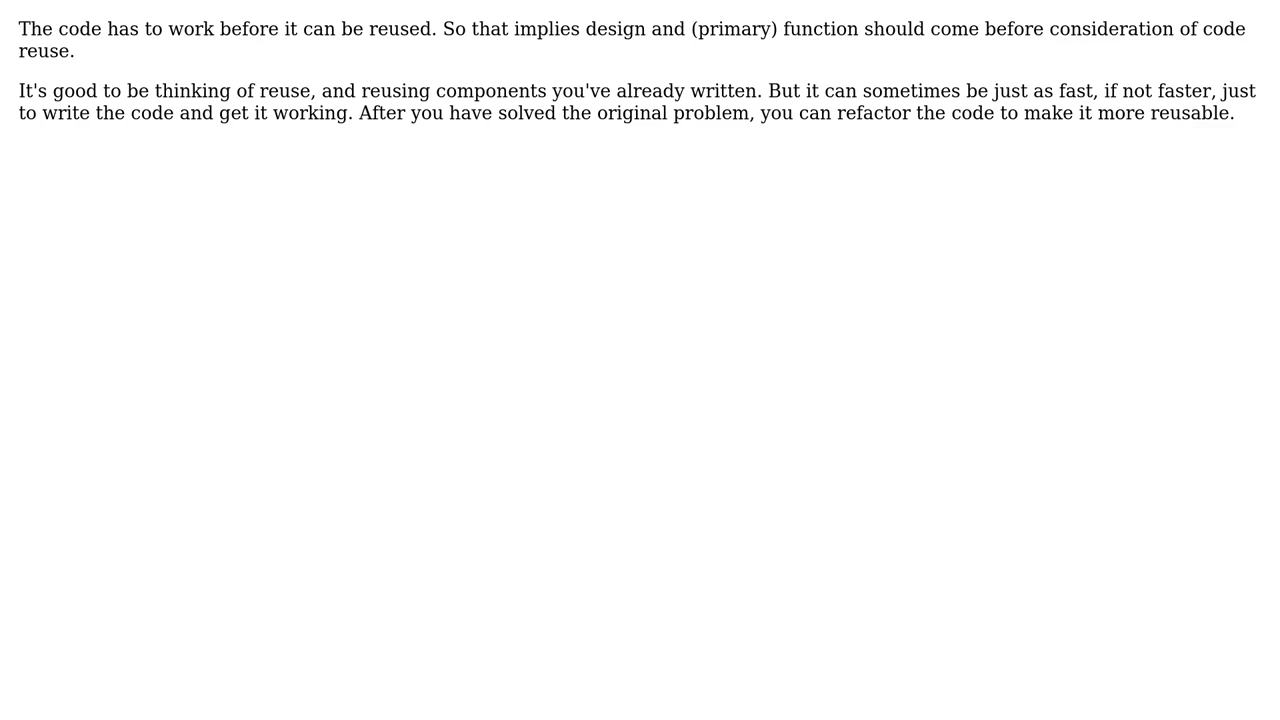 The code has to work before it can be reused. So that implies design and (primary) function should come before consideration of code
reuse.
It's good to be thinking of reuse, and reusing components you've already written. But it can sometimes be just as fast, if not faster, just
to write the code and get it working. After you have solved the original problem, you can refactor the code to make it more reusable.